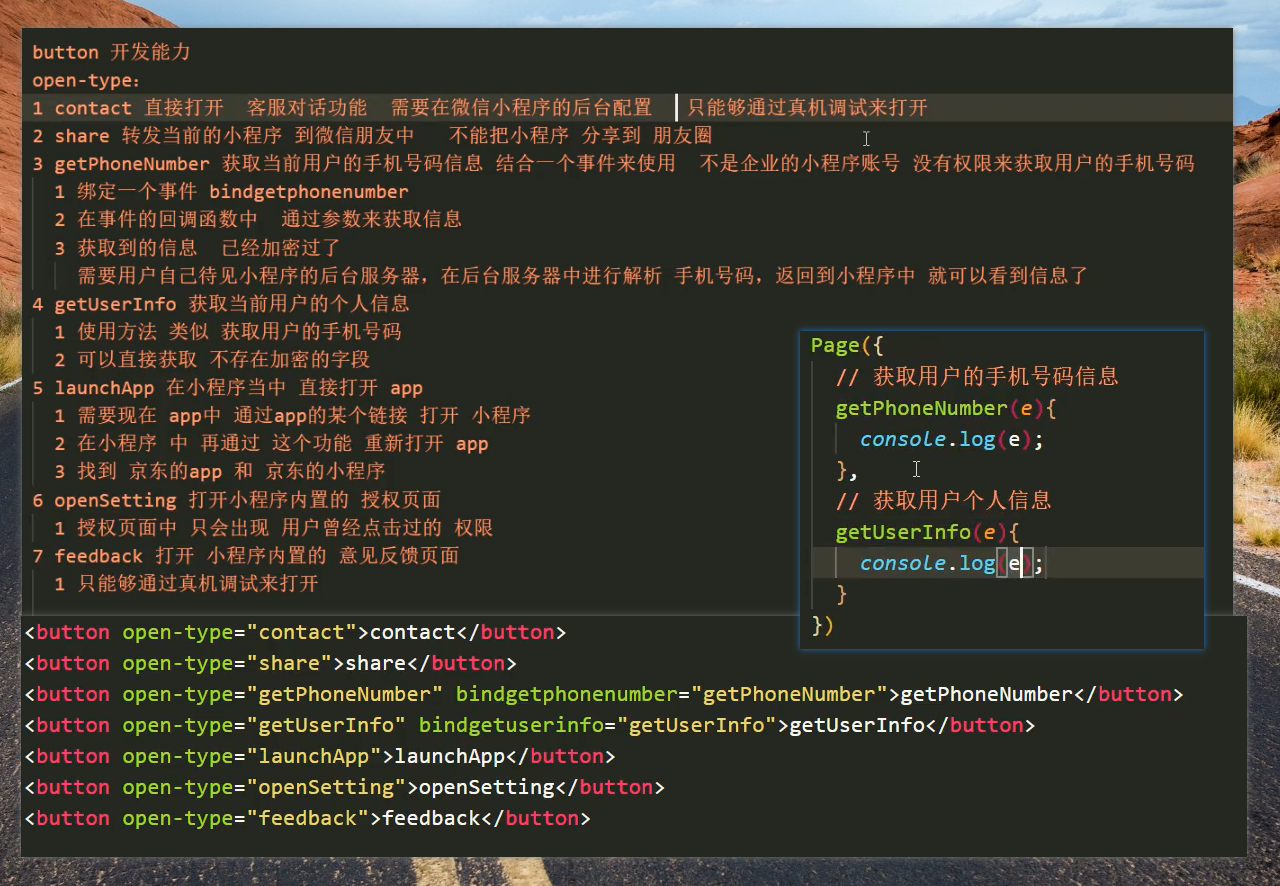 button 开发能力
open-type:
1 contact 直接打开  客服对话功能  需要在微信小程序的后台配置  只能够通过真机调试来打开
2 share 转发当前的小程序 到微信朋友中   不能把小程序 分享到 朋友圈
3 getPhoneNumber 获取当前用户的手机号码信息 结合一个事件来使用  不是企业的小程序账号 没有权限来获取用户的手机号码
1 绑定一个事件 bindgetphonenumber
2 在事件的回调函数中  通过参数来获取信息
3 获取到的信息  已经加密过了
需要用户自己待见小程序的后台服务器，在后台服务器中进行解析 手机号码，返回到小程序中 就可以看到信息了
4 getUserInfo 获取当前用户的个人信息
1 使用方法 类似 获取用户的手机号码
2 可以直接获取 不存在加密的字段
5 launchApp 在小程序当中 直接打开 app
1 需要现在 app中 通过app的某个链接 打开 小程序
2 在小程序 中 再通过 这个功能 重新打开 app
3 找到 京东的app 和 京东的小程序
6 openSetting 打开小程序内置的 授权页面
1 授权页面中 只会出现 用户曾经点击过的 权限
7 feedback 打开 小程序内置的 意见反馈页面
1 只能够通过真机调试来打开
Page({
// 获取用户的手机号码信息
getPhoneNumber(e){
console.log(e);
},
// 获取用户个人信息
getUserInfo(e){
console.log(e);
}
})
<button open-type="contact">contact</button>
<button open-type="share">share</button>
<button open-type="getPhoneNumber" bindgetphonenumber="getPhoneNumber">getPhoneNumber</button>
<button open-type="getUserInfo" bindgetuserinfo="getUserInfo">getUserInfo</button>
<button open-type="launchApp">launchApp</button>
<button open-type="openSetting">openSetting</button>
<button open-type="feedback">feedback</button>